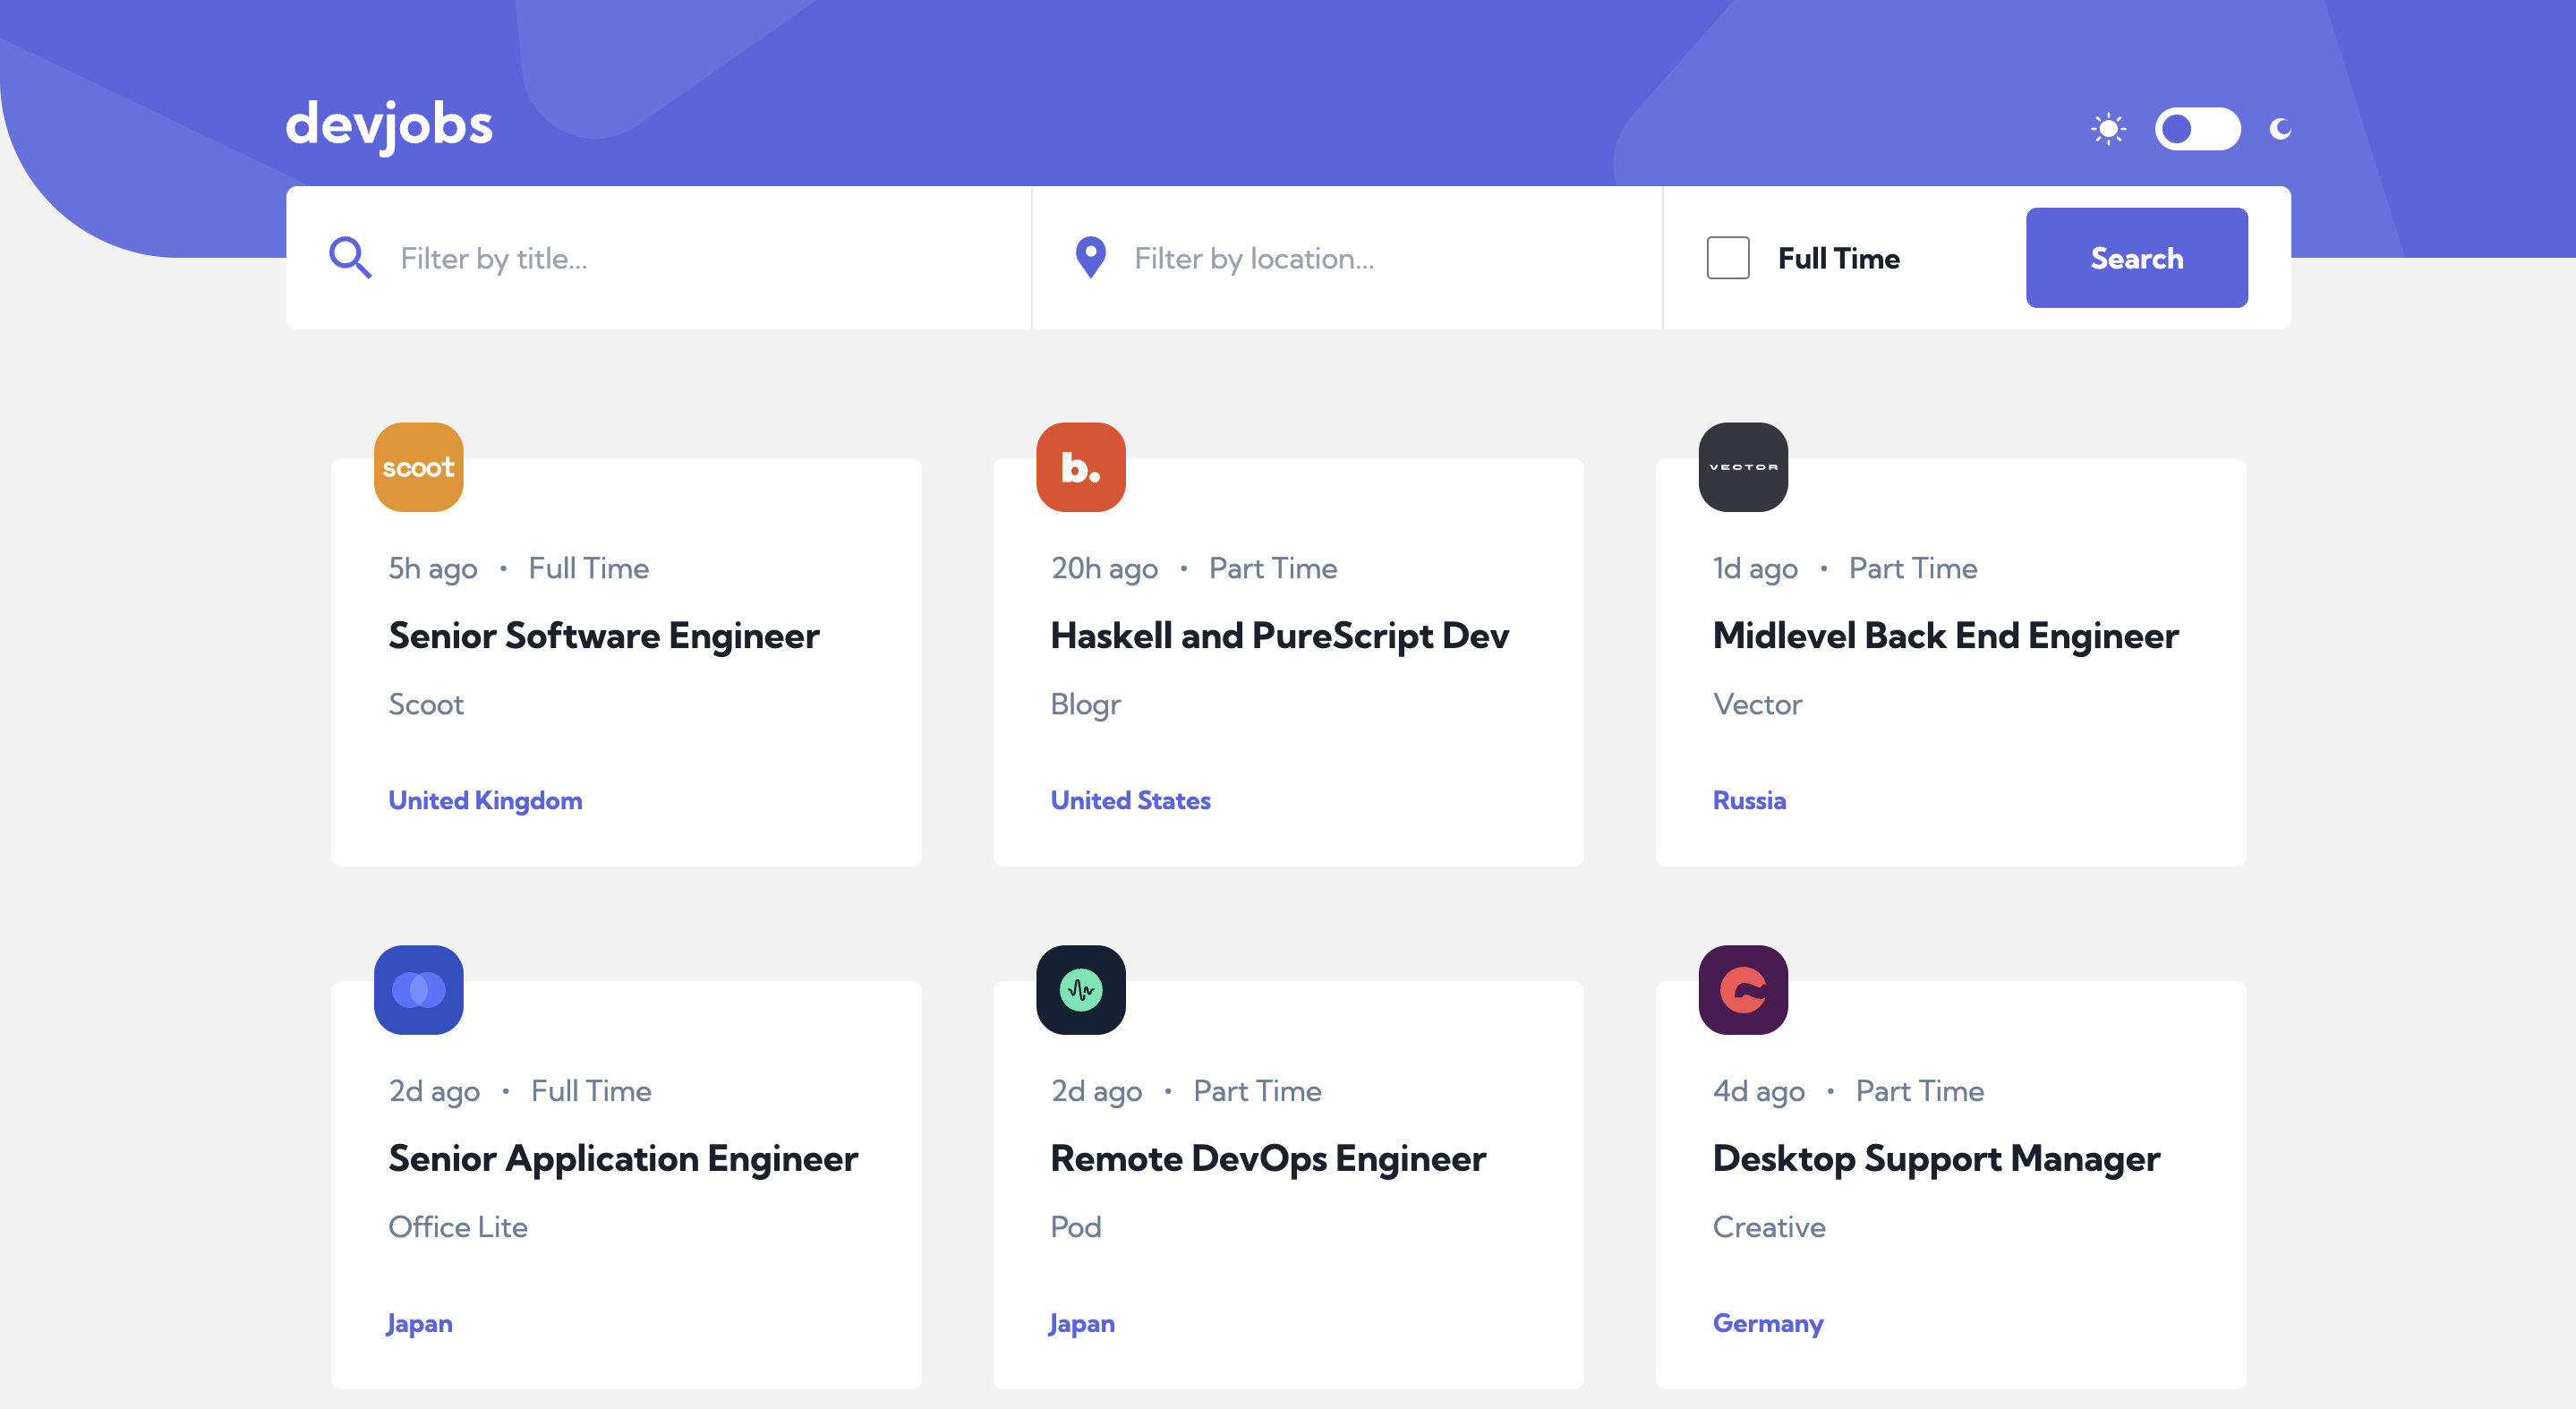 devjobs
Filter by title...
Filter by location...
Full Time
Search
scoot
5h ago • Full Time
Senior Software Engineer
Scoot
United Kingdom
b.
20h ago • Part Time
Haskell and PureScript Dev
Blogr
United States
VECTOR
1d ago • Part Time
Midlevel Back End Engineer
Vector
Russia
2d ago • Full Time
Senior Application Engineer
Office Lite
Japan
2d ago • Part Time
Remote DevOps Engineer
Pod
Japan
4d ago • Part Time
Desktop Support Manager
Creative
Germany